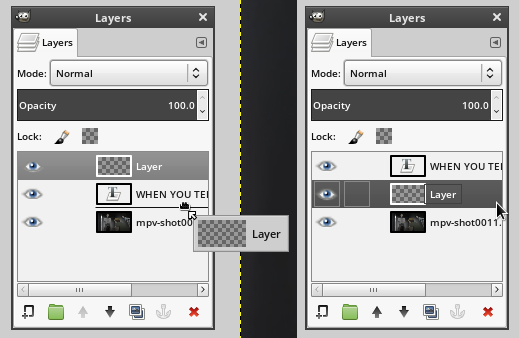 Layers
Layers
Mode: Normal
Opacity 100.0
Lock:
Layer
WHEN YOU TE
mpv-shot00
Layer
Layers
Layers
Mode: Normal
Opacity 100.0
Lock:
WHEN YOU TE
Layer
mpv-shot0011.